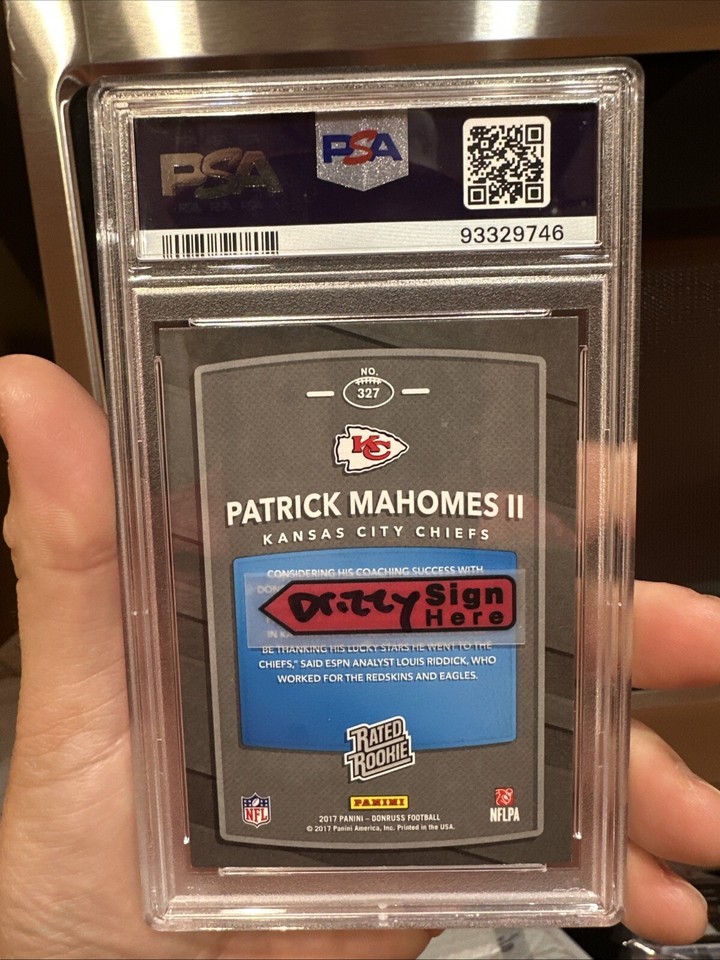 PSA
PSA
93329746
NO.
327
KC
PATRICK MAHOMES II
KANSAS CITY CHIEFS
CONSIDERING HIS COACHING SUCCESS WITH
DON
Drizzy Sign
Here
IN KA
BE THANKING HIS LUCKY STARS HE WENT TO THE
CHIEFS," SAID ESPN ANALYST LOUIS RIDDICK, WHO
WORKED FOR THE REDSKINS AND EAGLES.
RATED
ROOKIE
NFL
PANINI
NFLPA
2017 PANINI – DONRUSS FOOTBALL
© 2017 Panini America, Inc. Printed in the USA.